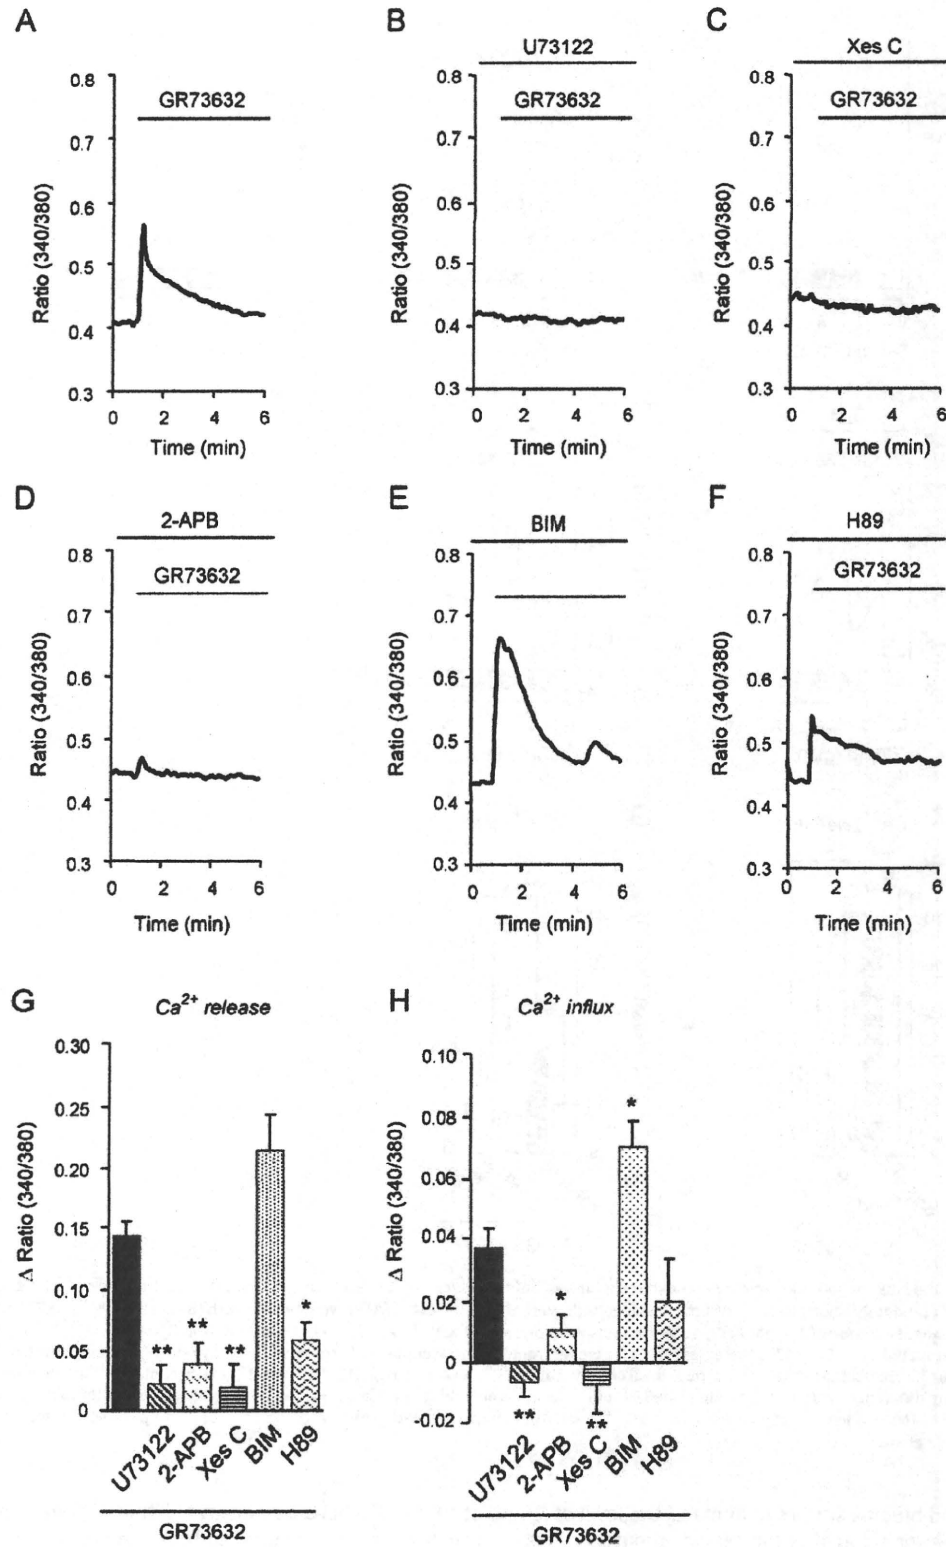 A
GR73632
0.8
0.7
0.6
0.5
0.4
0.3
Ratio (340/380)
0 2 4 6
Time (min)
B
U73122
GR73632
0.8
0.7
0.6
0.5
0.4
0.3
Ratio (340/380)
0 2 4 6
Time (min)
C
Xes C
GR73632
0.8
0.7
0.6
0.5
0.4
0.3
Ratio (340/380)
0 2 4 6
Time (min)
D
2-APB
GR73632
0.8
0.7
0.6
0.5
0.4
0.3
Ratio (340/380)
0 2 4 6
Time (min)
E
BIM
0.8
0.7
0.6
0.5
0.4
0.3
Ratio (340/380)
0 2 4 6
Time (min)
F
H89
GR73632
0.8
0.7
0.6
0.5
0.4
0.3
Ratio (340/380)
0 2 4 6
Time (min)
G
Ca²⁺ release
0.30
0.25
0.20
0.15
0.10
0.05
0
Δ Ratio (340/380)
** ** ** *
U73122
2-APB
Xes C
BIM
H89
GR73632
H
Ca²⁺ influx
0.10
0.08
0.06
0.04
0.02
0
-0.02
Δ Ratio (340/380)
** * ** *
U73122
2-APB
Xes C
BIM
H89
GR73632